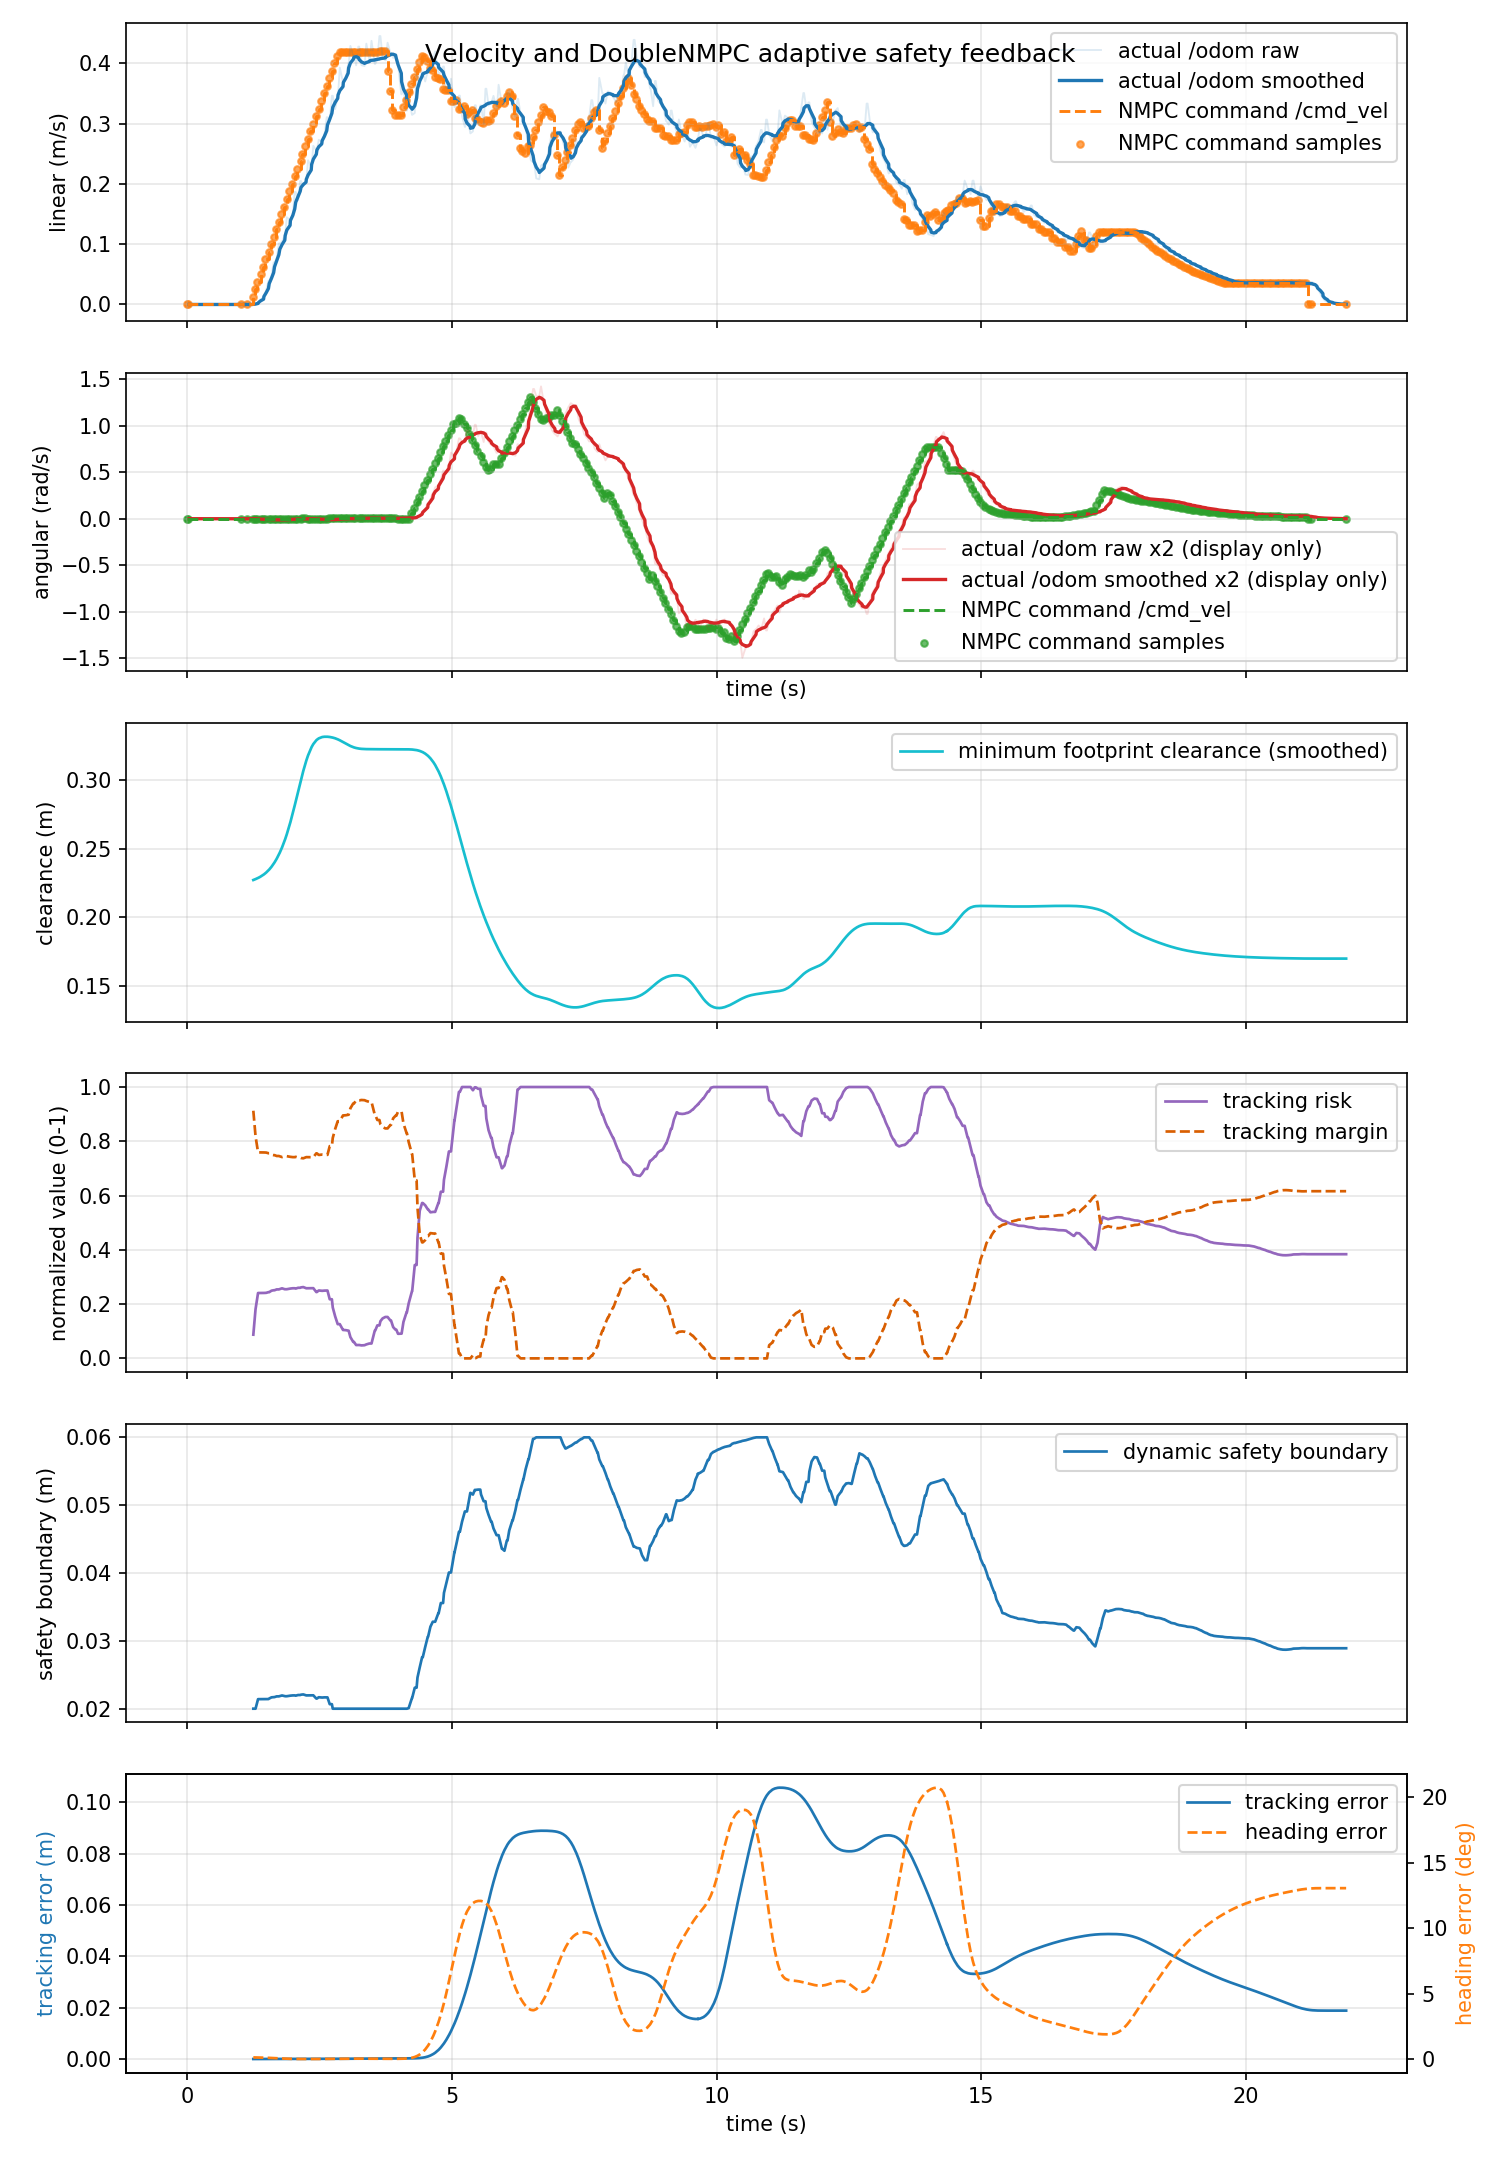 Velocity and DoubleNMPC adaptive safety feedback
linear (m/s)
0.4
0.3
0.2
0.1
0.0
actual /odom raw
actual /odom smoothed
NMPC command /cmd_vel
NMPC command samples
angular (rad/s)
1.5
1.0
0.5
0.0
−0.5
−1.0
−1.5
actual /odom raw x2 (display only)
actual /odom smoothed x2 (display only)
NMPC command /cmd_vel
NMPC command samples
time (s)
clearance (m)
0.30
0.25
0.20
0.15
minimum footprint clearance (smoothed)
normalized value (0-1)
1.0
0.8
0.6
0.4
0.2
0.0
tracking risk
tracking margin
safety boundary (m)
0.06
0.05
0.04
0.03
0.02
dynamic safety boundary
tracking error (m)
0.10
0.08
0.06
0.04
0.02
0.00
tracking error
heading error
20
15
10
5
0
heading error (deg)
0 5 10 15 20
time (s)